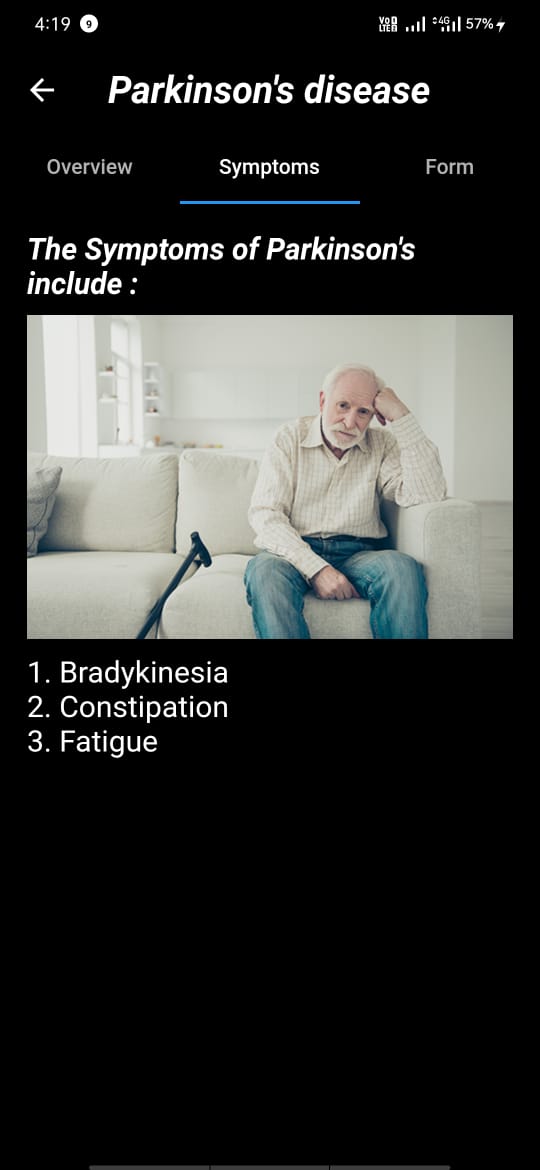 4:19 9 Vo LTE 4G 57%
Parkinson's disease
Overview Symptoms Form
The Symptoms of Parkinson's
include :
1. Bradykinesia
2. Constipation
3. Fatigue